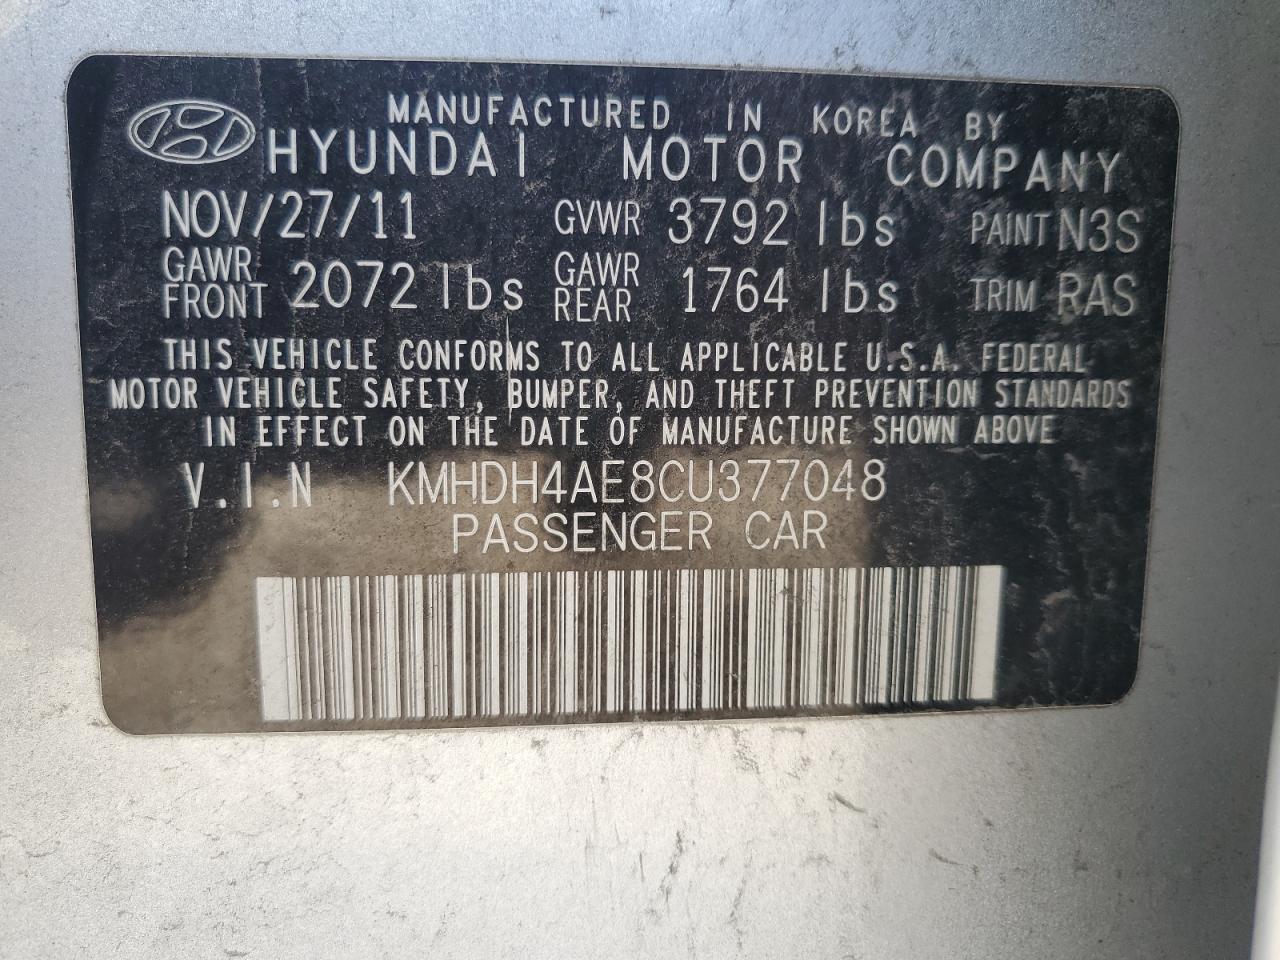 MANUFACTURED IN KOREA BY
HYUNDAI MOTOR COMPANY
NOV/27/11 GVWR 3792 lbs PAINT N3S
GAWR FRONT 2072 lbs GAWR REAR 1764 lbs TRIM RAS
THIS VEHICLE CONFORMS TO ALL APPLICABLE U.S.A. FEDERAL
MOTOR VEHICLE SAFETY, BUMPER, AND THEFT PREVENTION STANDARDS
IN EFFECT ON THE DATE OF MANUFACTURE SHOWN ABOVE
V.I.N KMHDH4AE8CU377048
PASSENGER CAR